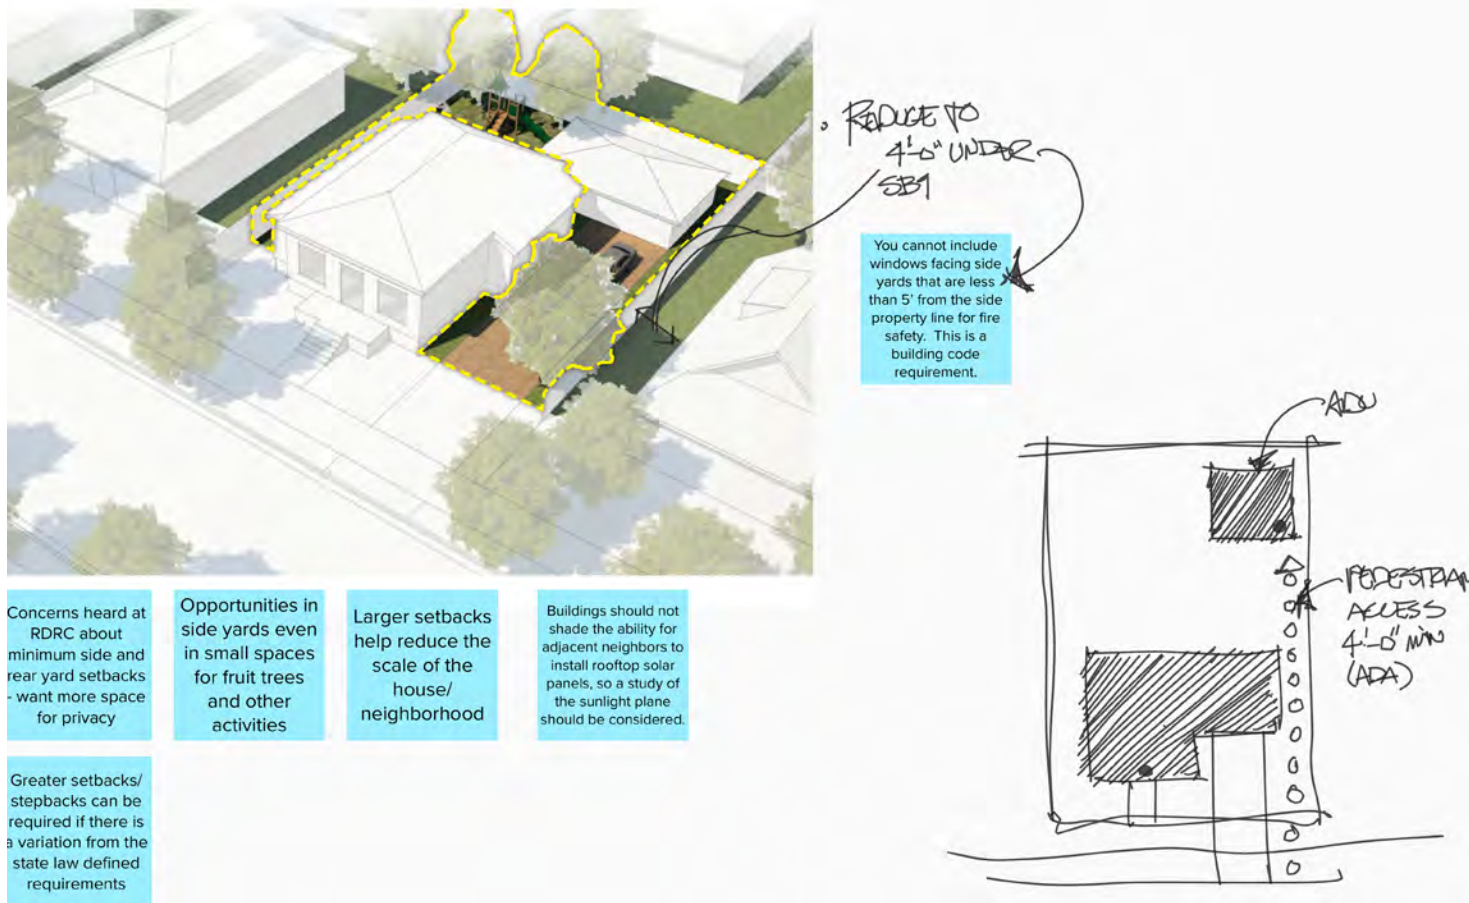 REDUCE TO
4'-0" UNDER
SB9
You cannot include
windows facing side
yards that are less
than 5' from the side
property line for fire
safety. This is a
building code
requirement.
ADU
PEDESTRIAN
ACCESS
4'-0" MIN
(ADA)
Concerns heard at
RDRC about
minimum side and
rear yard setbacks
- want more space
for privacy
Opportunities in
side yards even
in small spaces
for fruit trees
and other
activities
Larger setbacks
help reduce the
scale of the
house/
neighborhood
Buildings should not
shade the ability for
adjacent neighbors to
install rooftop solar
panels, so a study of
the sunlight plane
should be considered.
Greater setbacks/
stepbacks can be
required if there is
a variation from the
state law defined
requirements